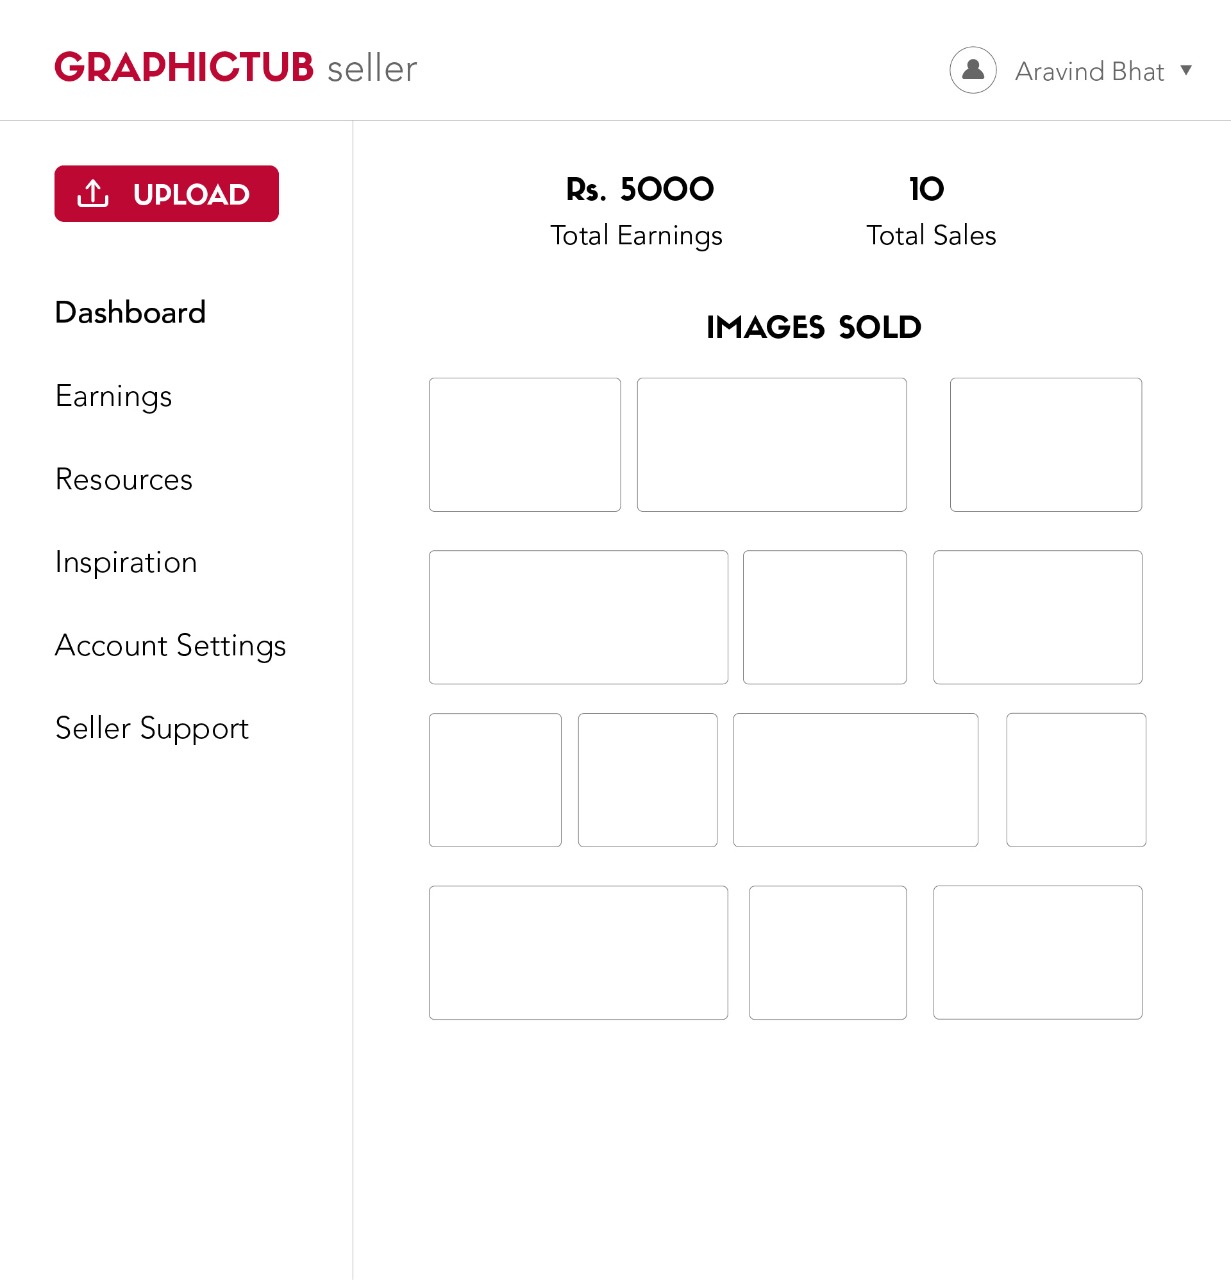 GRAPHICTUB seller
Aravind Bhat ▼
UPLOAD
Dashboard
Earnings
Resources
Inspiration
Account Settings
Seller Support
Rs. 5000
Total Earnings
10
Total Sales
IMAGES SOLD